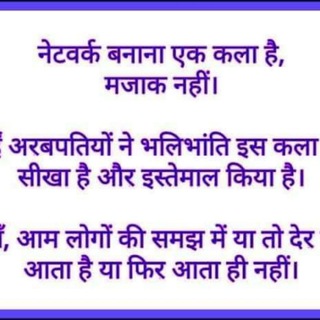 नेटवर्क बनाना एक कला है,
मजाक नहीं।
अरबपतियों ने भलिभांति इस कला
सीखा है और इस्तेमाल किया है।
, आम लोगों की समझ में या तो देर
आता है या फिर आता ही नहीं।